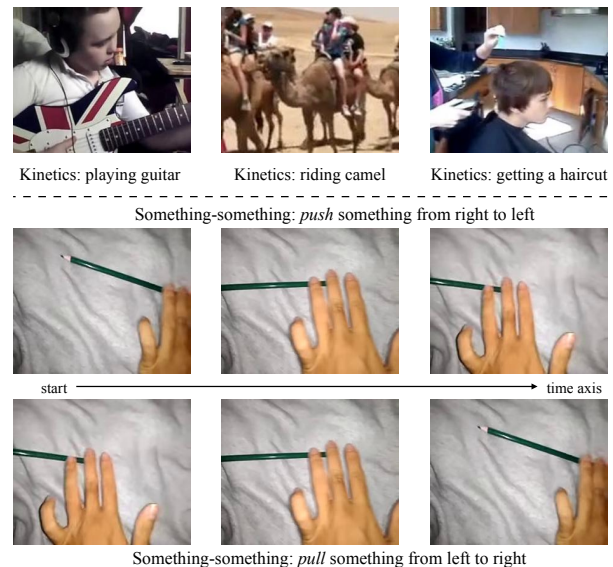 Kinetics: playing guitar
Kinetics: riding camel
Kinetics: getting a haircut
Something-something: push something from right to left
start
time axis
Something-something: pull something from left to right